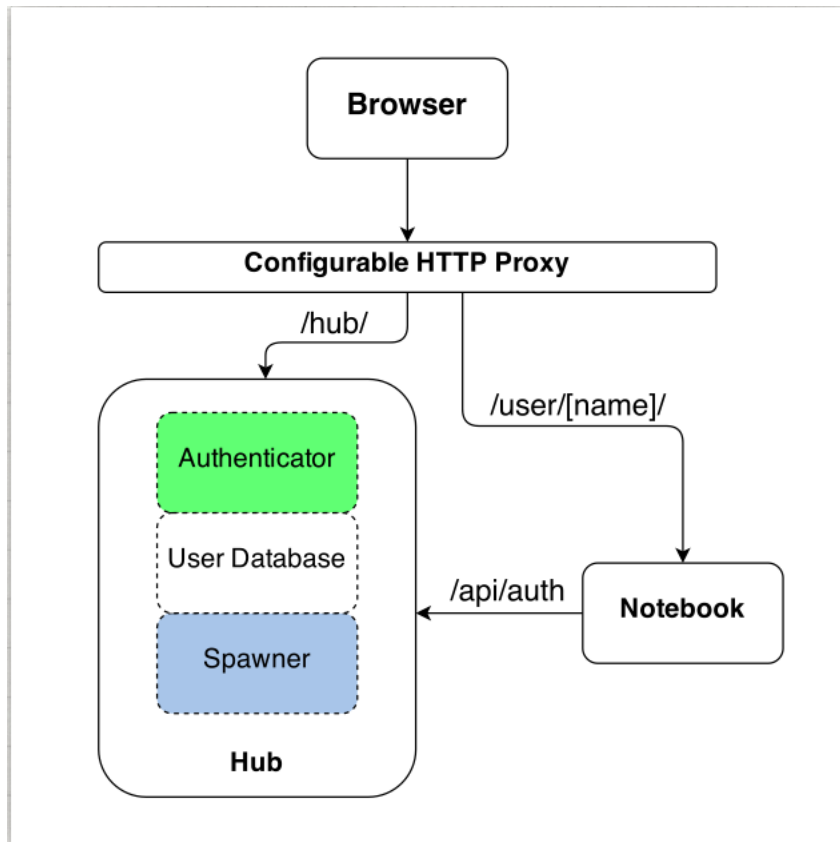 Browser
Configurable HTTP Proxy
/hub/
/user/[name]/
Authenticator
User Database
/api/auth
Notebook
Spawner
Hub